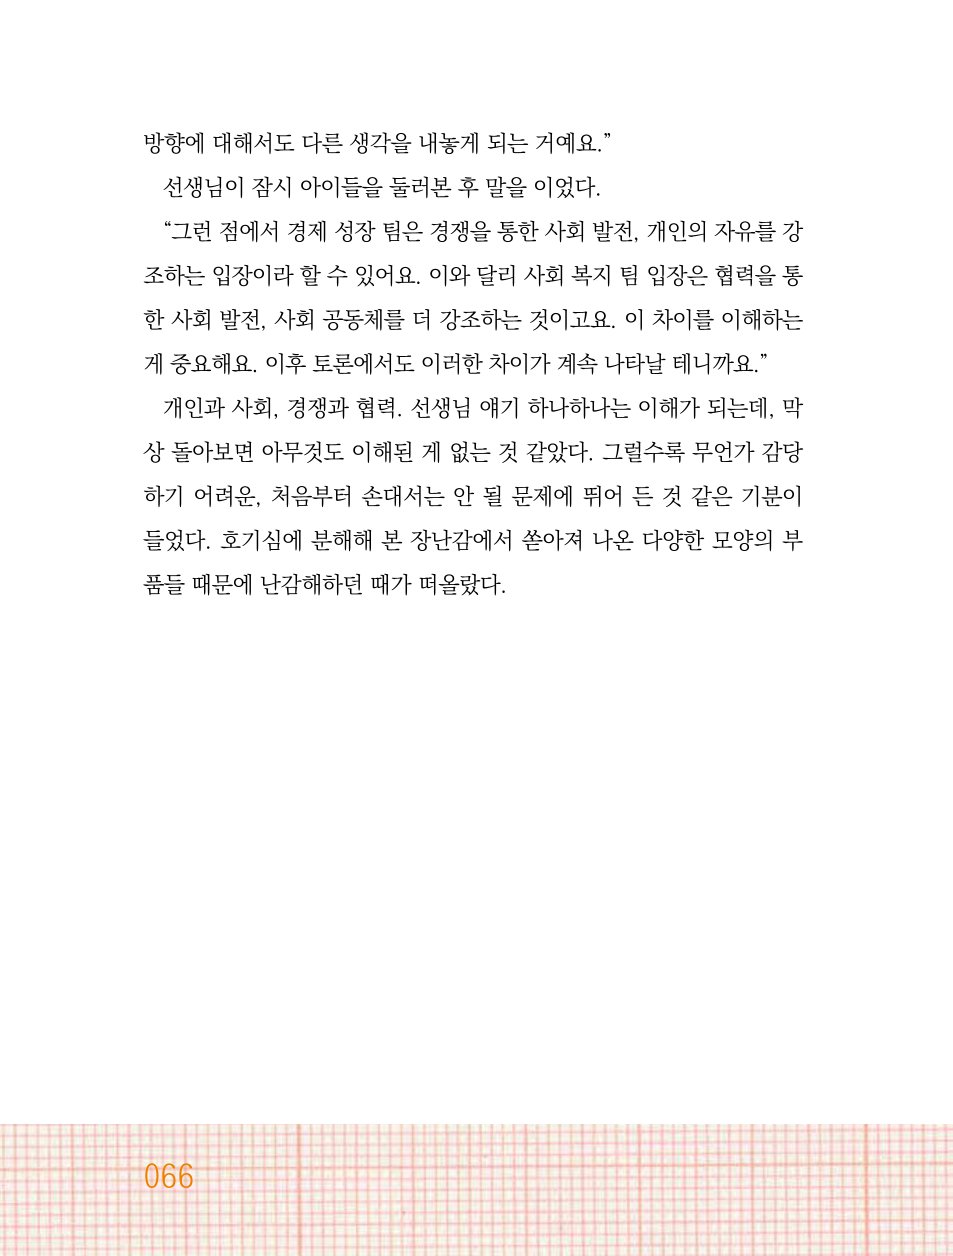 방향에 대해서도 다른 생각을 내놓게 되는 거예요.”
선생님이 잠시 아이들을 둘러본 후 말을 이었다.
“그런 점에서 경제 성장 팀은 경쟁을 통한 사회 발전, 개인의 자유를 강
조하는 입장이라 할 수 있어요. 이와 달리 사회 복지 팀 입장은 협력을 통
한 사회 발전, 사회 공동체를 더 강조하는 것이고요. 이 차이를 이해하는
게 중요해요. 이후 토론에서도 이러한 차이가 계속 나타날 테니까요.”
개인과 사회, 경쟁과 협력. 선생님 얘기 하나하나는 이해가 되는데, 막
상 돌아보면 아무것도 이해된 게 없는 것 같았다. 그럴수록 무언가 감당
하기 어려운, 처음부터 손대서는 안 될 문제에 뛰어 든 것 같은 기분이
들었다. 호기심에 분해해 본 장난감에서 쏟아져 나온 다양한 모양의 부
품들 때문에 난감해하던 때가 떠올랐다.
066